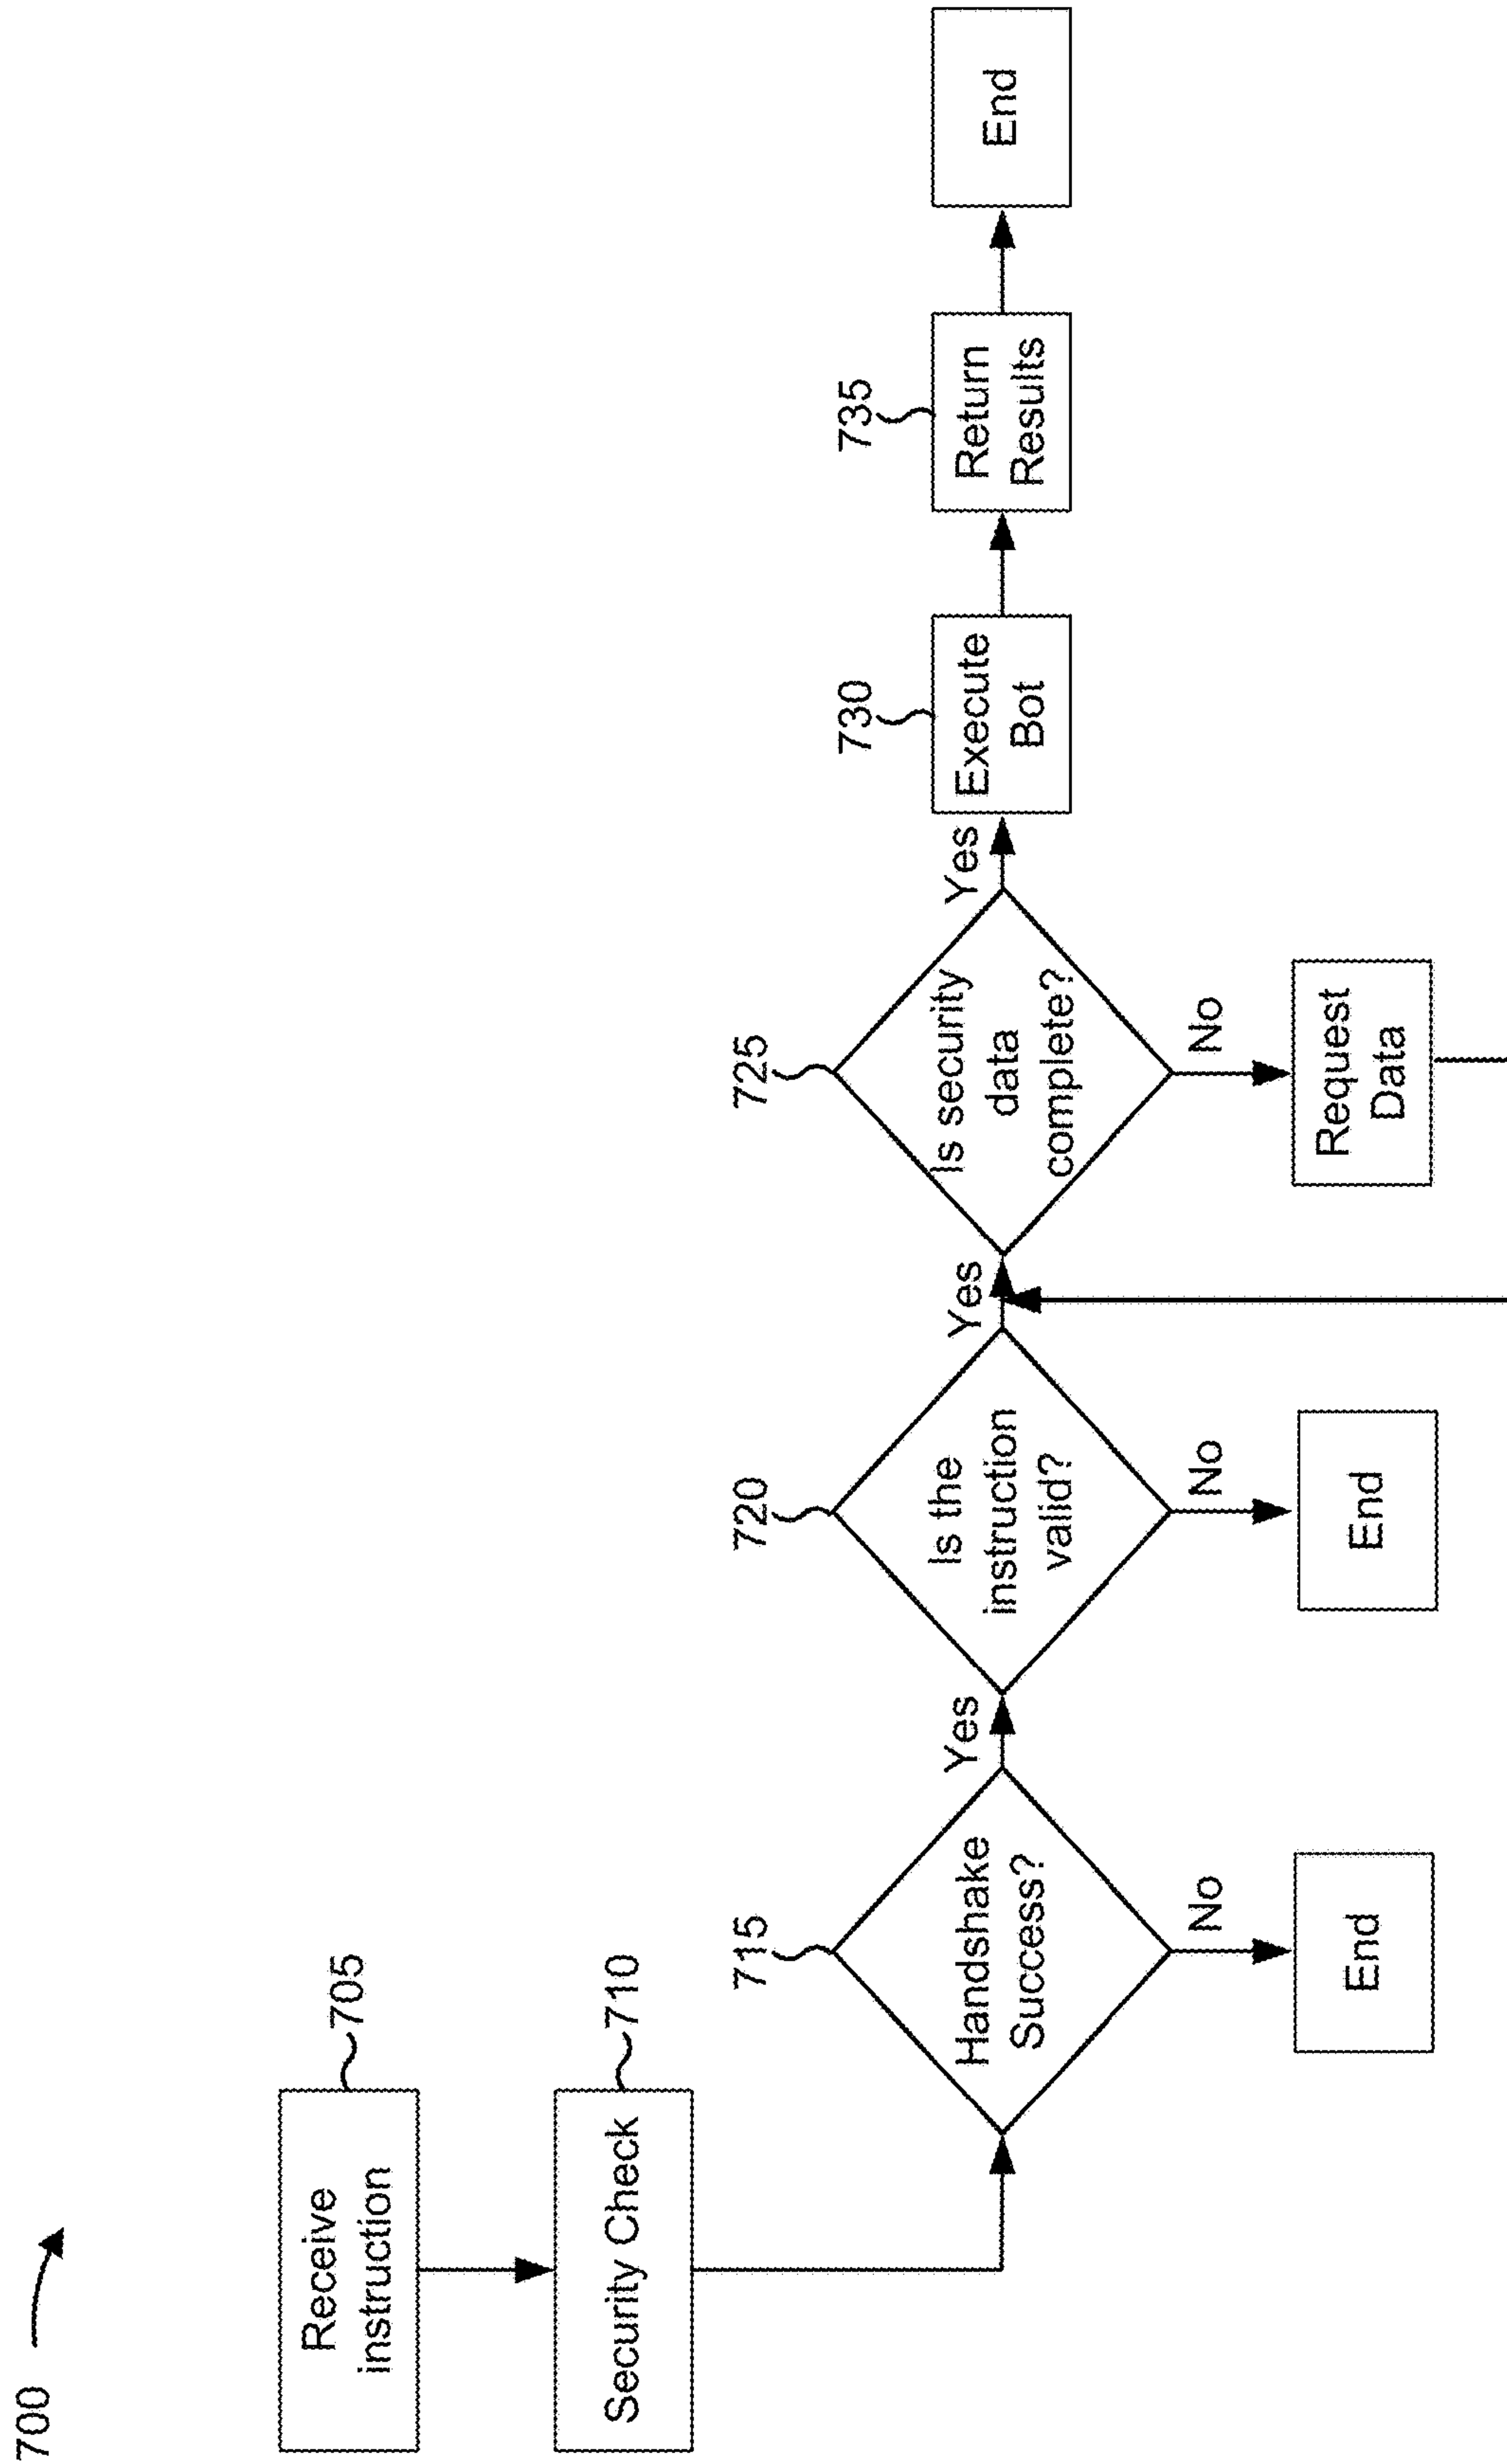 700
Receive
instruction
705
Security Check
710
715
Handshake
Success?
Yes
No
End
720
Is the
instruction
valid?
Yes
No
End
725
Is security
data
complete?
Yes
No
Request
Data
730
Execute
Bot
735
Return
Results
End